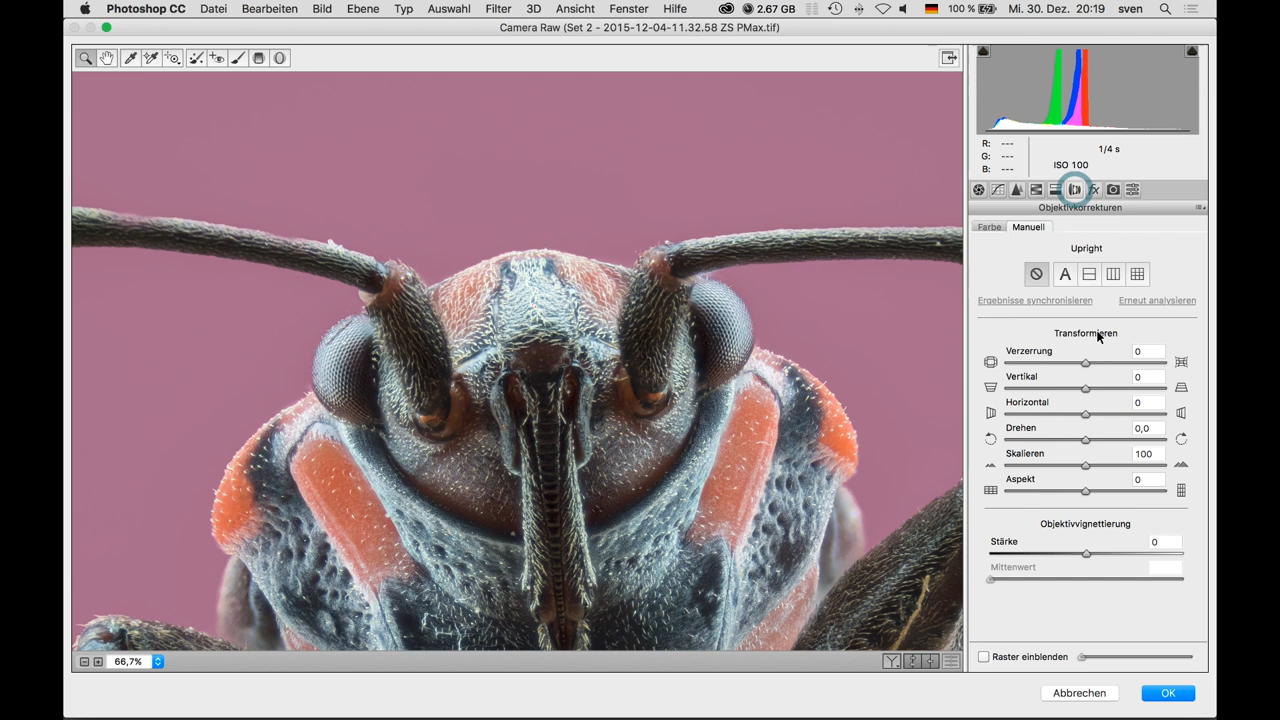 Photoshop CC Datei Bearbeiten Bild Ebene Typ Auswahl Filter 3D Ansicht Fenster Hilfe 2.67 GB 100 % Mi. 30. Dez. 20:19 sven
Camera Raw (Set 2 - 2015-12-04-11.32.58 ZS PMax.tif)
R: ---
G: ---
B: ---
1/4 s
ISO 100
fx
Objektivkorrekturen
Farbe Manuell
Upright
A
Ergebnisse synchronisieren Erneut analysieren
Transformieren
Verzerrung 0
Vertikal 0
Horizontal 0
Drehen 0,0
Skalieren 100
Aspekt 0
Objektivvignettierung
Stärke 0
Mittenwert
66,7%
Y
Raster einblenden
Abbrechen OK